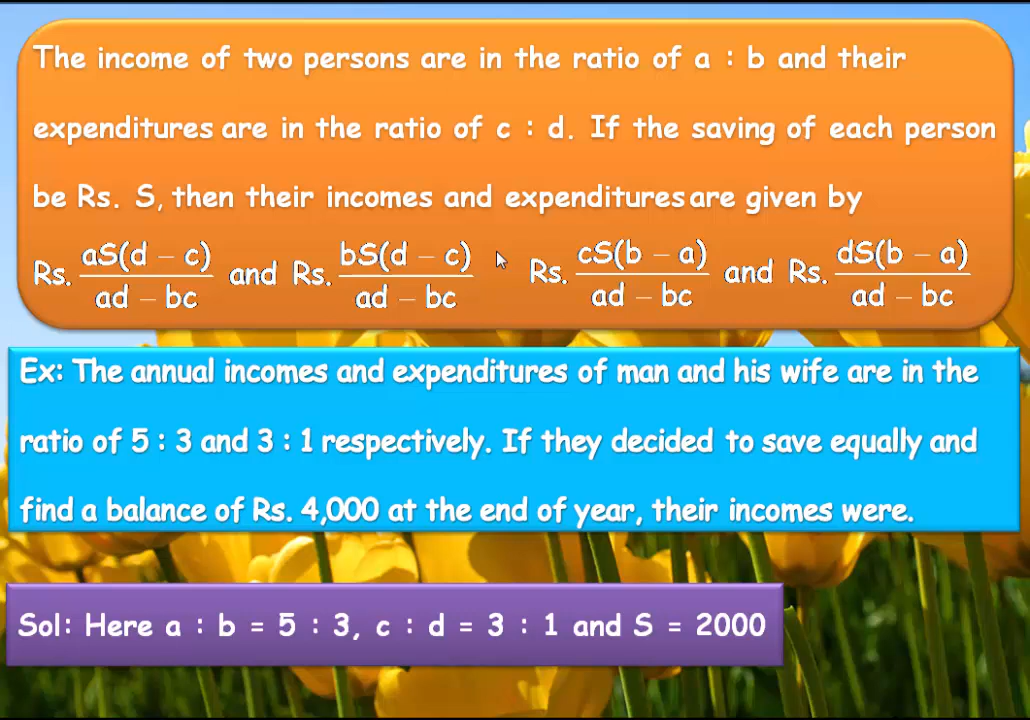 The income of two persons are in the ratio of a : b and their
expenditures are in the ratio of c : d. If the saving of each person
be Rs. S, then their incomes and expenditures are given by
Rs. aS(d – c)/ad – bc and Rs. bS(d – c)/ad – bc Rs. cS(b – a)/ad – bc and Rs. dS(b – a)/ad – bc
Ex: The annual incomes and expenditures of man and his wife are in the
ratio of 5 : 3 and 3 : 1 respectively. If they decided to save equally and
find a balance of Rs. 4,000 at the end of year, their incomes were.
Sol: Here a : b = 5 : 3, c : d = 3 : 1 and S = 2000